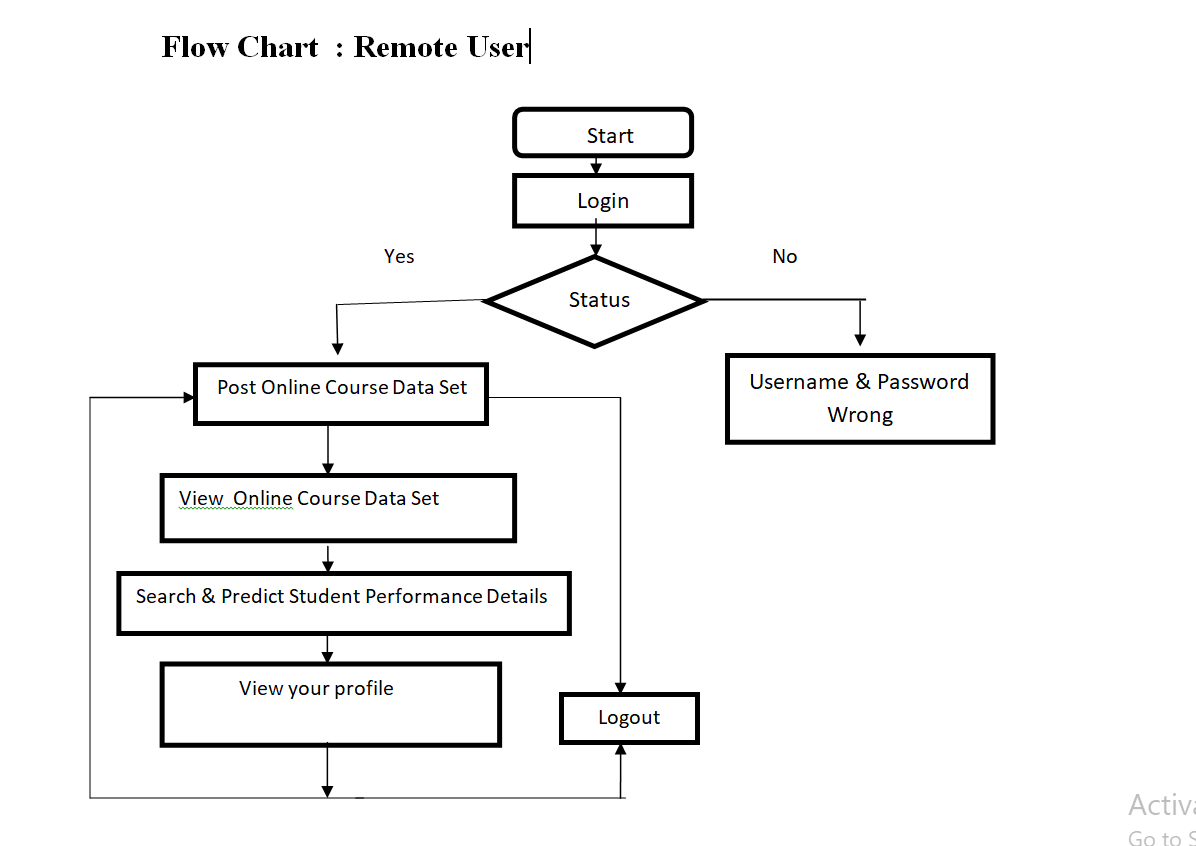 Flow Chart : Remote User
Start
Login
Yes
No
Status
Post Online Course Data Set
Username & Password
Wrong
View Online Course Data Set
Search & Predict Student Performance Details
View your profile
Logout
Go to